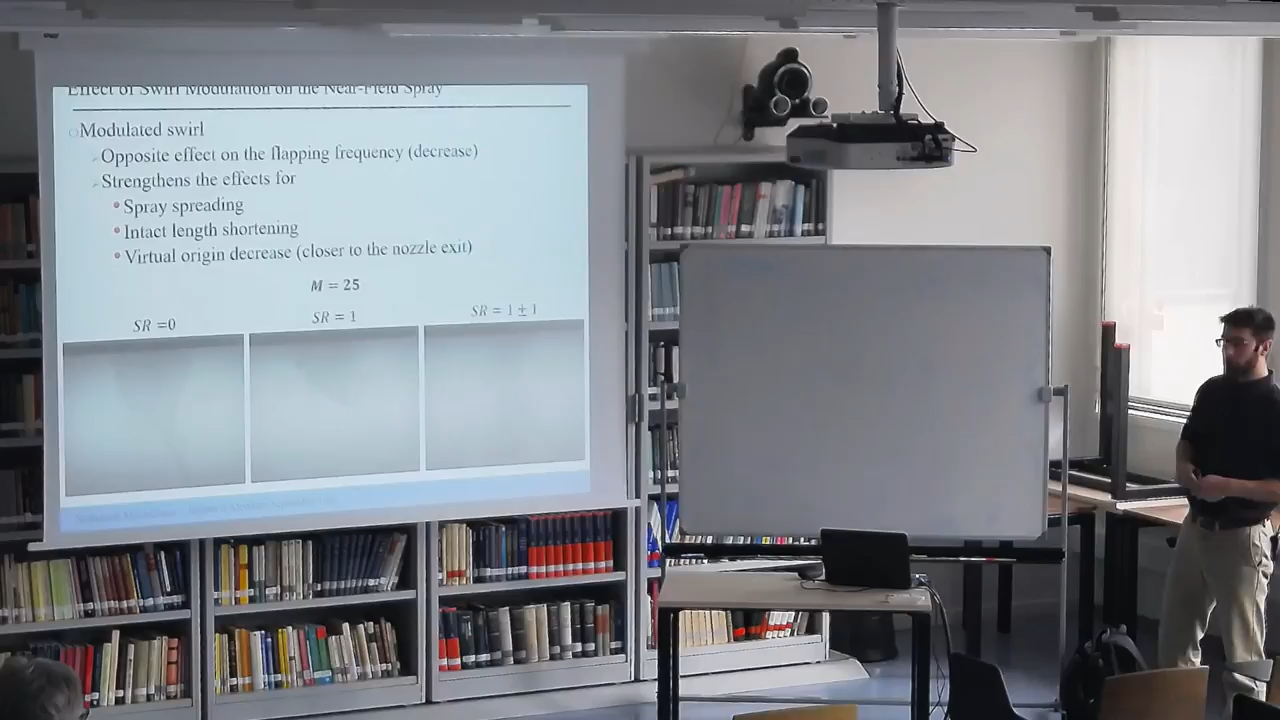 Effect of Swirl Modulation on the Near-Field Spray
Modulated swirl
Opposite effect on the flapping frequency (decrease)
Strengthens the effects for
Spray spreading
Intact length shortening
Virtual origin decrease (closer to the nozzle exit)
M = 25
SR =0
SR = 1
SR = 1 ± 1